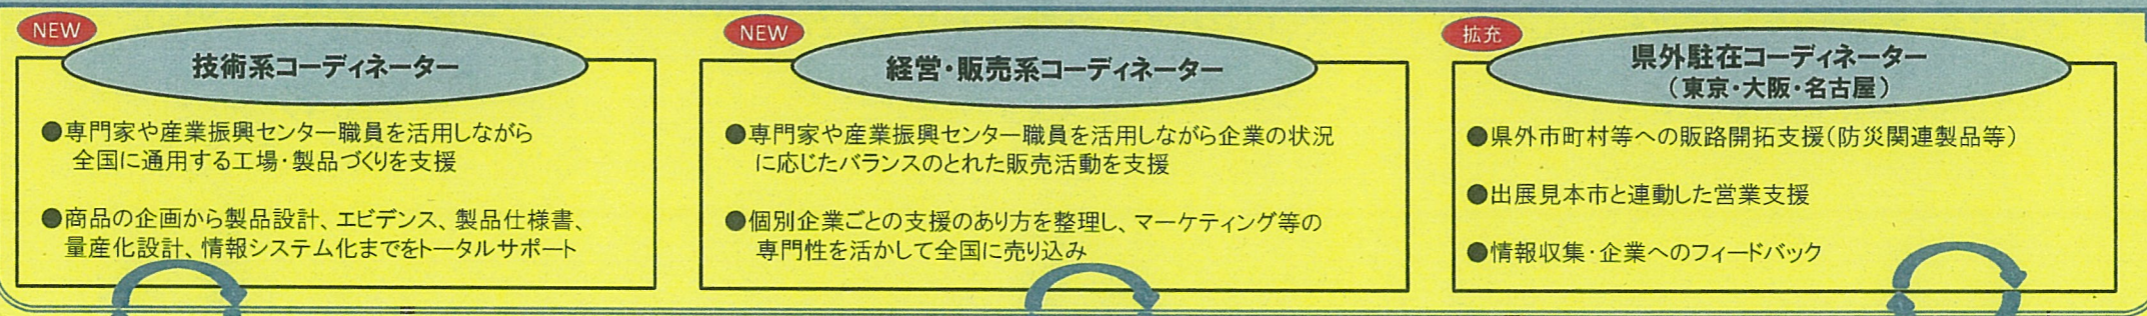 NEW
技術系コーディネーター
●専門家や産業振興センター職員を活用しながら
全国に通用する工場・製品づくりを支援
●商品の企画から製品設計、エビデンス、製品仕様書、
量産化設計、情報システム化までをトータルサポート
NEW
経営・販売系コーディネーター
●専門家や産業振興センター職員を活用しながら企業の状況
に応じたバランスのとれた販売活動を支援
●個別企業ごとの支援のあり方を整理し、マーケティング等の
専門性を活かして全国に売り込み
拡充
県外駐在コーディネーター
（東京・大阪・名古屋）
●県外市町村等への販路開拓支援（防災関連製品等）
●出展見本市と連動した営業支援
●情報収集・企業へのフィードバック